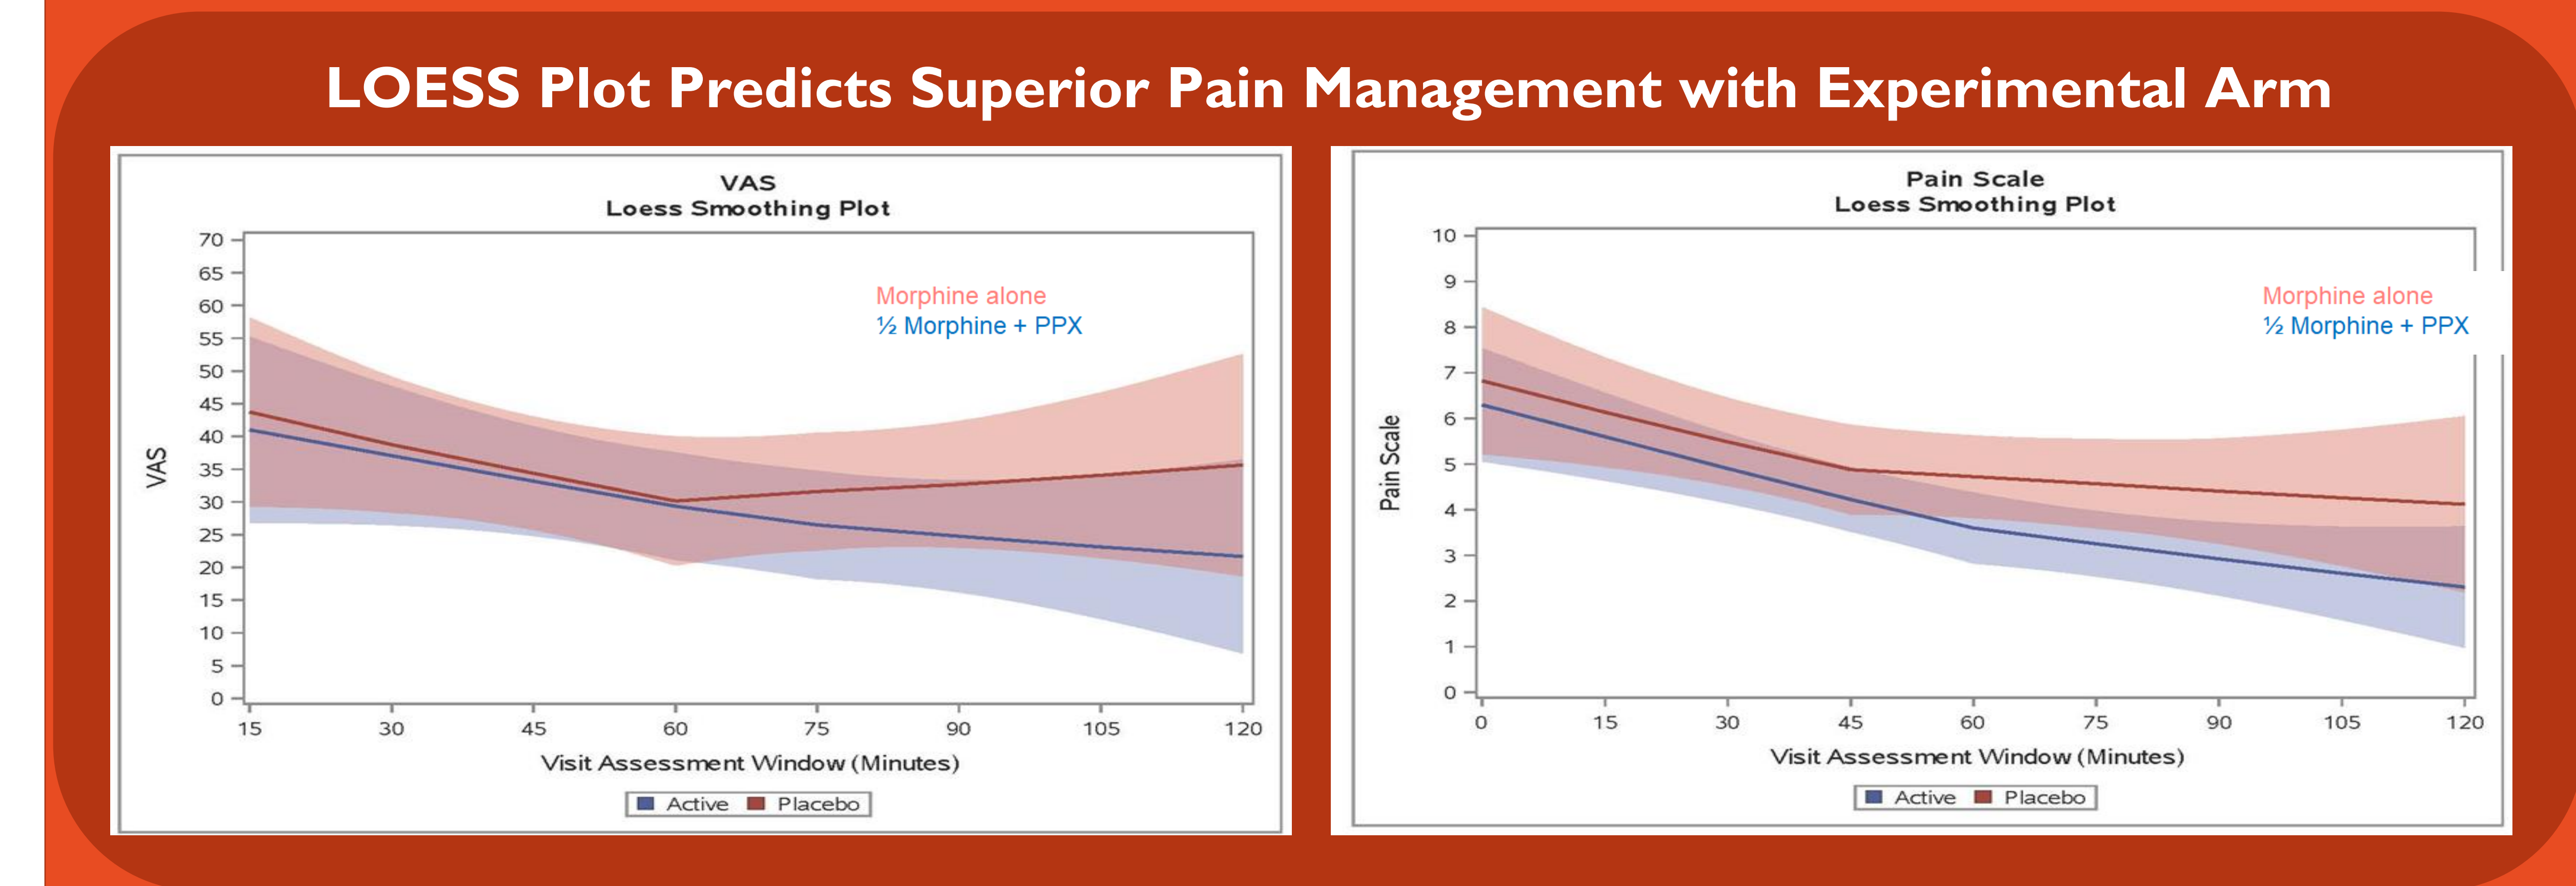 LOESS Plot Predicts Superior Pain Management with Experimental Arm
VAS
Loess Smoothing Plot
70
65
60
55
50
45
40
35
30
25
20
15
10
5
0
VAS
Morphine alone
½ Morphine + PPX
15 30 45 60 75 90 105 120
Visit Assessment Window (Minutes)
Active Placebo
Pain Scale
Loess Smoothing Plot
10
9
8
7
6
5
4
3
2
1
0
Pain Scale
Morphine alone
½ Morphine + PPX
0 15 30 45 60 75 90 105 120
Visit Assessment Window (Minutes)
Active Placebo